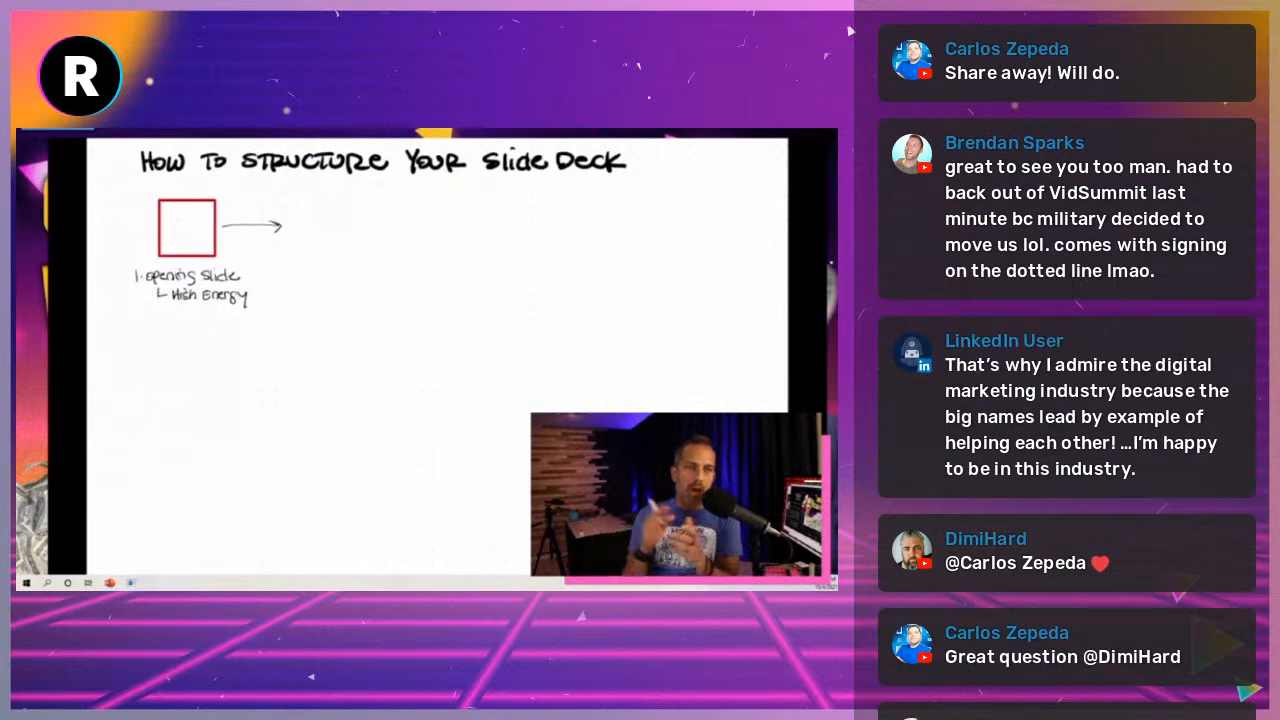 R
HOW TO STRUCTURE YOUR Slide Deck
1. opening Slide
High Energy
Carlos Zepeda
Share away! Will do.
Brendan Sparks
great to see you too man. had to
back out of VidSummit last
minute bc military decided to
move us lol. comes with signing
on the dotted line lmao.
LinkedIn User
in
That’s why I admire the digital
marketing industry because the
big names lead by example of
helping each other! …I’m happy
to be in this industry.
DimiHard
@Carlos Zepeda ❤️
Carlos Zepeda
Great question @DimiHard